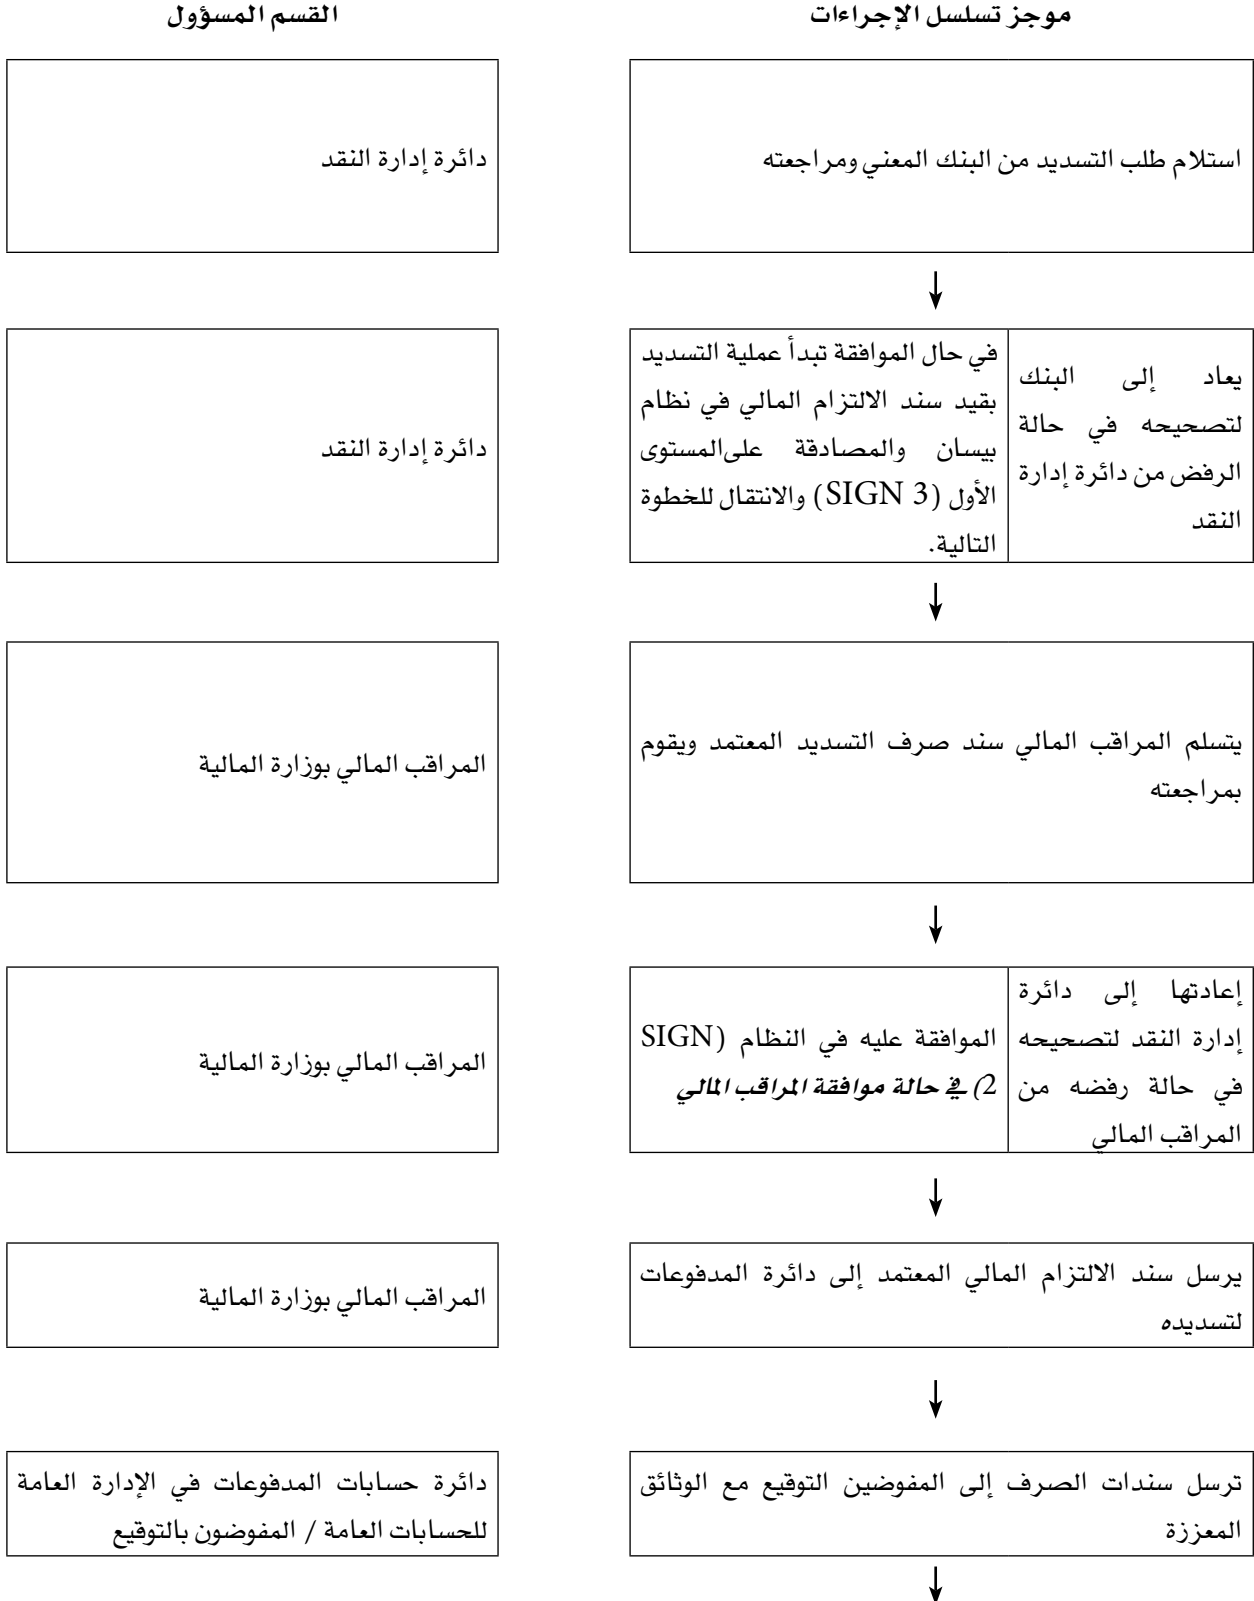 موجز تسلسل الإجراءات
القسم المسؤول
استلام طلب التسديد من البنك المعني ومراجعته
دائرة إدارة النقد
يعاد إلى البنك
لتصحيحه في حالة
الرفض من دائرة إدارة
النقد
في حال الموافقة تبدأ عملية التسديد
بقيد سند الالتزام المالي في نظام
بيسان والمصادقة علىالمستوى
الأول (SIGN 3) والانتقال للخطوة
التالية.
دائرة إدارة النقد
يتسلم المراقب المالي سند صرف التسديد المعتمد ويقوم
بمراجعته
المراقب المالي بوزارة المالية
إعادتها إلى دائرة
إدارة النقد لتصحيحه
في حالة رفضه من
المراقب المالي
الموافقة عليه في النظام (SIGN
2) في حالة موافقة المراقب المالي
المراقب المالي بوزارة المالية
يرسل سند الالتزام المالي المعتمد إلى دائرة المدفوعات
لتسديده
المراقب المالي بوزارة المالية
ترسل سندات الصرف إلى المفوضين التوقيع مع الوثائق
المعززة
دائرة حسابات المدفوعات في الإدارة العامة
للحسابات العامة / المفوضون بالتوقيع